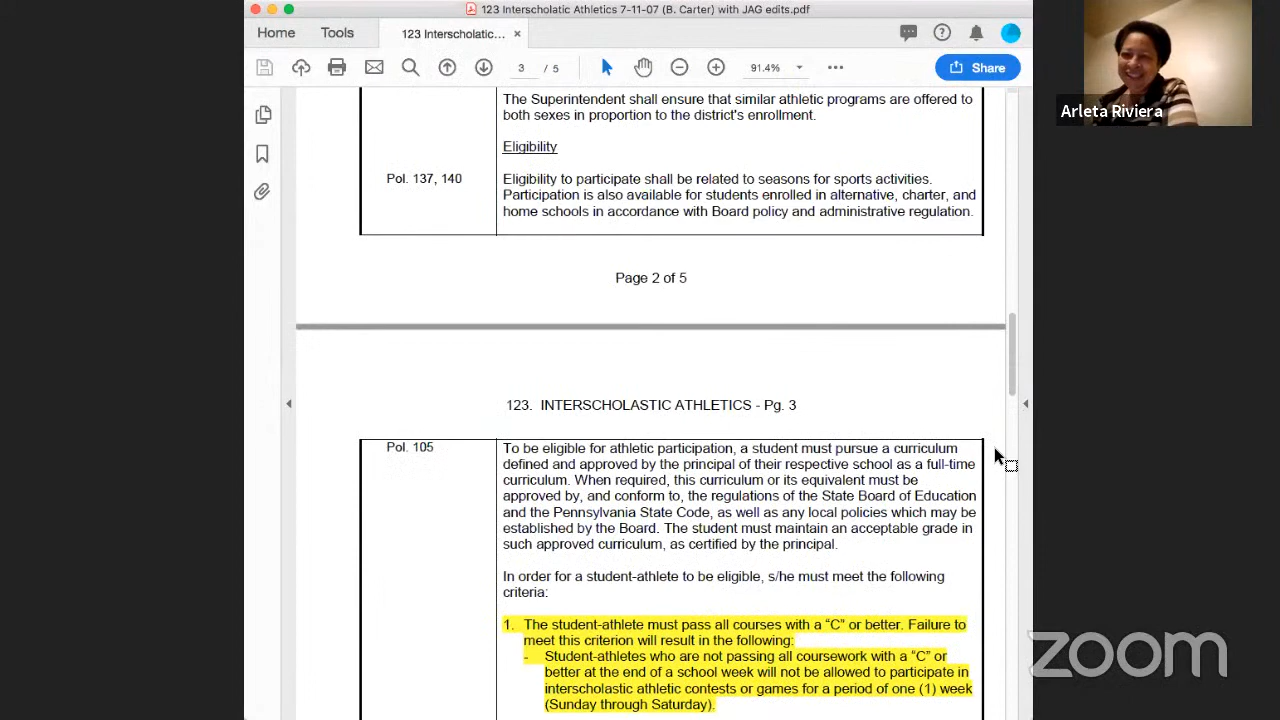 123 Interscholatic Athletics 7-11-07 (B. Carter) with JAG edits.pdf
Home Tools 123 Interscholatic... ×
3 / 5 91.4% Share
Arleta Riviera
The Superintendent shall ensure that similar athletic programs are offered to
both sexes in proportion to the district's enrollment.
Eligibility
Pol. 137, 140
Eligibility to participate shall be related to seasons for sports activities.
Participation is also available for students enrolled in alternative, charter, and
home schools in accordance with Board policy and administrative regulation.
Page 2 of 5
123. INTERSCHOLASTIC ATHLETICS - Pg. 3
Pol. 105
To be eligible for athletic participation, a student must pursue a curriculum
defined and approved by the principal of their respective school as a full-time
curriculum. When required, this curriculum or its equivalent must be
approved by, and conform to, the regulations of the State Board of Education
and the Pennsylvania State Code, as well as any local policies which may be
established by the Board. The student must maintain an acceptable grade in
such approved curriculum, as certified by the principal.
In order for a student-athlete to be eligible, s/he must meet the following
criteria:
1. The student-athlete must pass all courses with a “C” or better. Failure to
meet this criterion will result in the following:
- Student-athletes who are not passing all coursework with a “C” or
better at the end of a school week will not be allowed to participate in
interscholastic athletic contests or games for a period of one (1) week
(Sunday through Saturday).
zoom